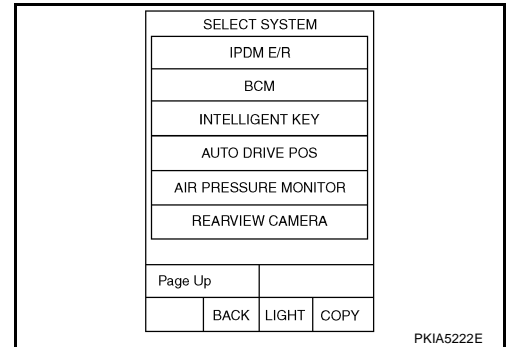 SELECT SYSTEM
IPDM E/R
BCM
INTELLIGENT KEY
AUTO DRIVE POS
AIR PRESSURE MONITOR
REARVIEW CAMERA
Page Up
BACK LIGHT COPY
PKIA5222E